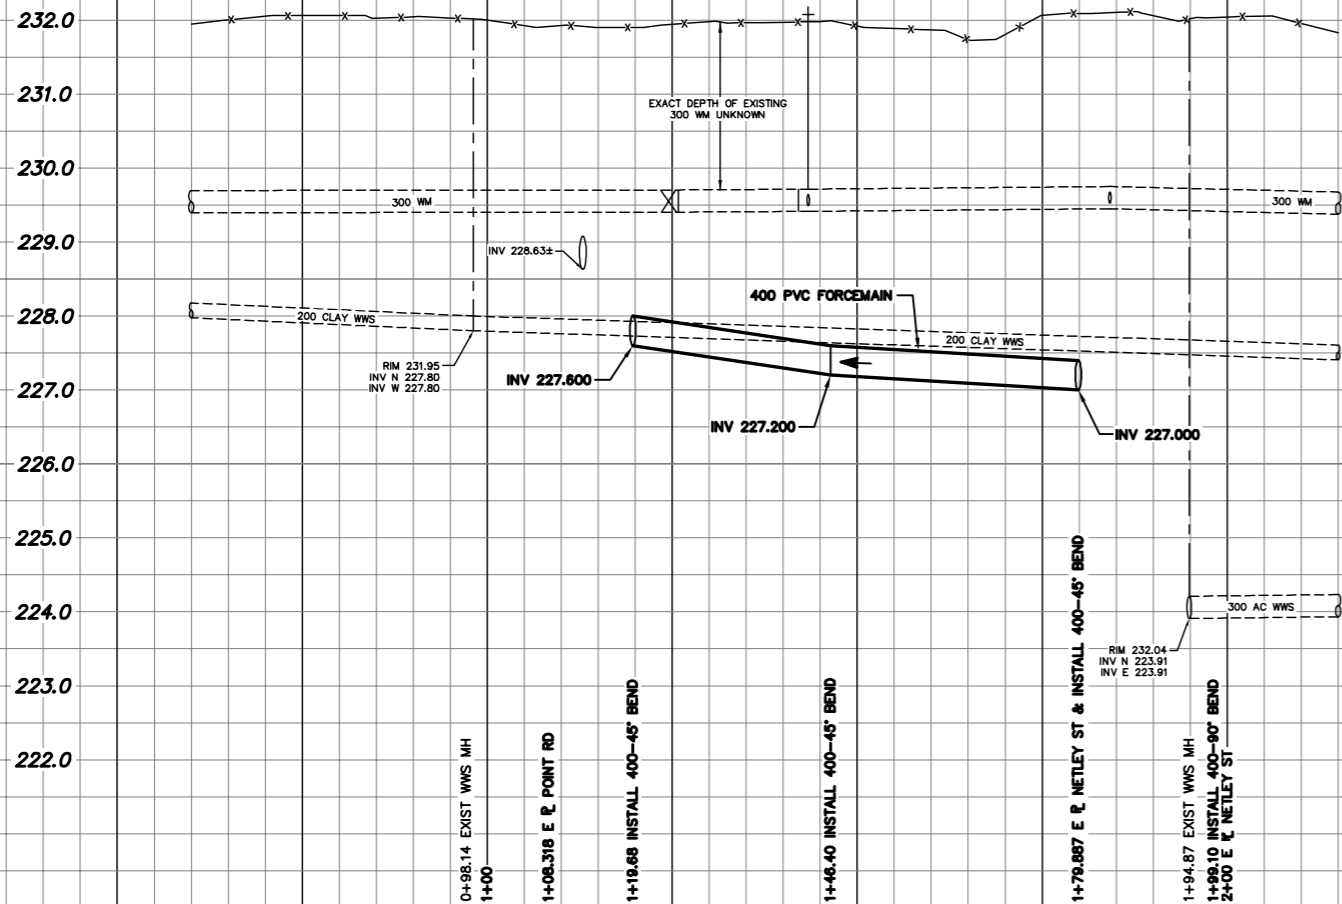 232.0
231.0
230.0
229.0
228.0
227.0
226.0
225.0
224.0
223.0
222.0
EXACT DEPTH OF EXISTING
300 WM UNKNOWN
300 WM
300 WM
INV 228.63±
400 PVC FORCEMAIN
200 CLAY WWS
200 CLAY WWS
RIM 231.95
INV N 227.80
INV W 227.80
INV 227.600
INV 227.200
INV 227.000
300 AC WWS
RIM 232.04
INV N 223.91
INV E 223.91
0+98.14 EXIST WWS MH
1+00
1+08.318 E PL POINT RD
1+19.68 INSTALL 400-45° BEND
1+46.40 INSTALL 400-45° BEND
1+79.887 E PL NETLEY ST & INSTALL 400-45° BEND
1+94.87 EXIST WWS MH
1+99.10 INSTALL 400-90° BEND
2+00 E PL NETLEY ST